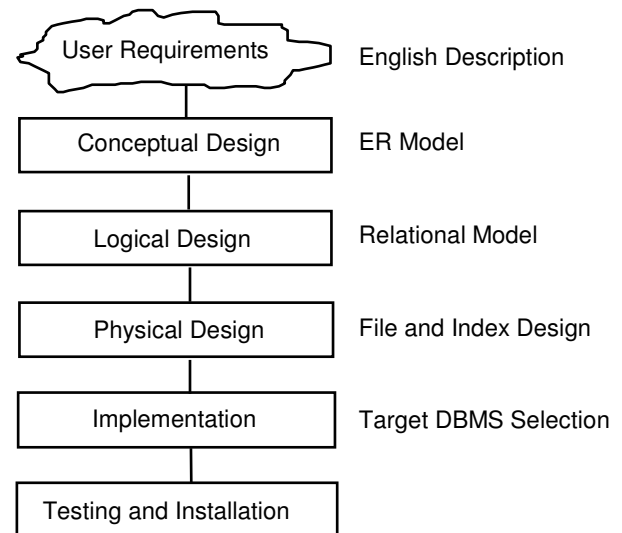 User Requirements
English Description
Conceptual Design
ER Model
Logical Design
Relational Model
Physical Design
File and Index Design
Implementation
Target DBMS Selection
Testing and Installation